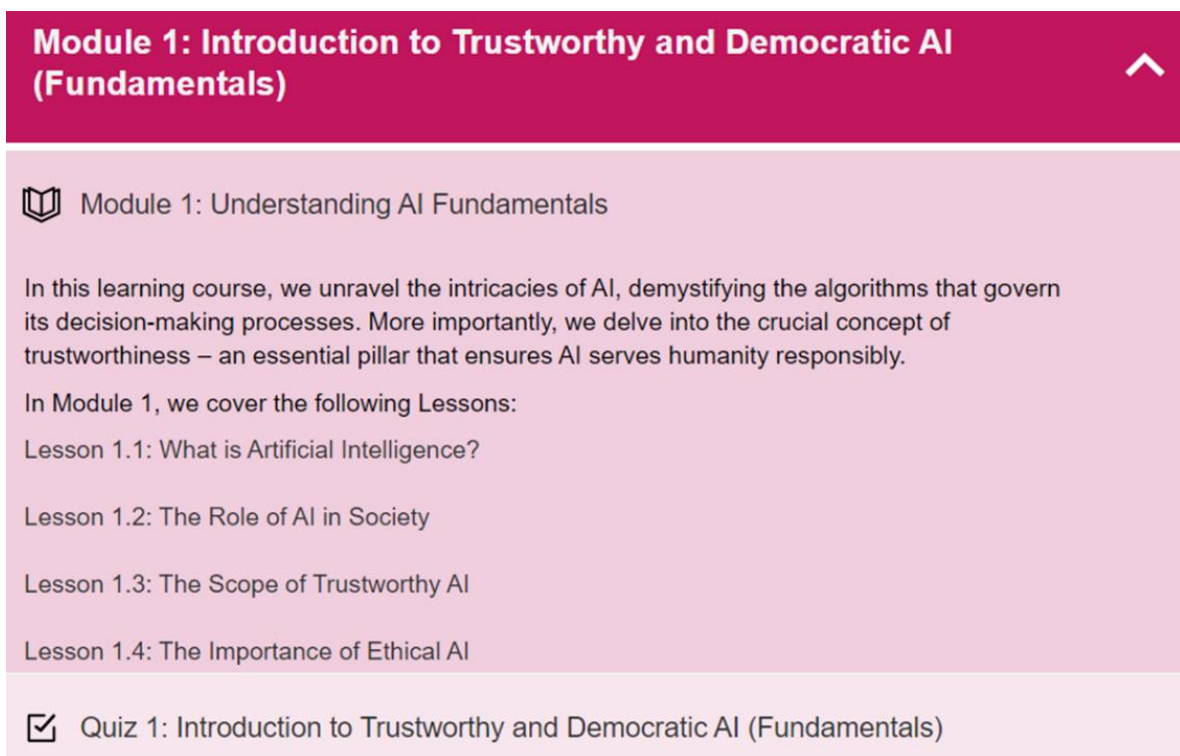 Module 1: Introduction to Trustworthy and Democratic AI
(Fundamentals)
Module 1: Understanding AI Fundamentals
In this learning course, we unravel the intricacies of AI, demystifying the algorithms that govern
its decision-making processes. More importantly, we delve into the crucial concept of
trustworthiness – an essential pillar that ensures AI serves humanity responsibly.
In Module 1, we cover the following Lessons:
Lesson 1.1: What is Artificial Intelligence?
Lesson 1.2: The Role of AI in Society
Lesson 1.3: The Scope of Trustworthy AI
Lesson 1.4: The Importance of Ethical AI
Quiz 1: Introduction to Trustworthy and Democratic AI (Fundamentals)